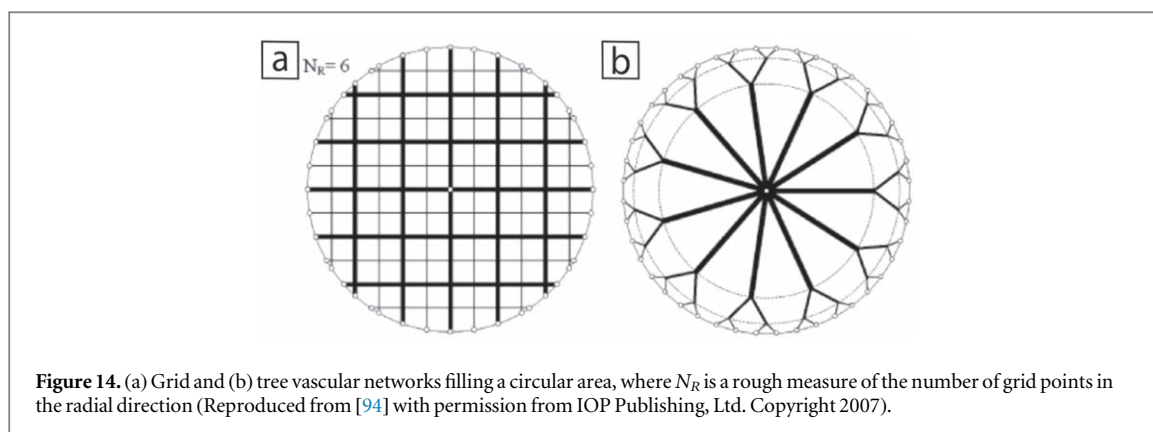 a N_R= 6
b
Figure 14. (a) Grid and (b) tree vascular networks filling a circular area, where N_R is a rough measure of the number of grid points in
the radial direction (Reproduced from [94] with permission from IOP Publishing, Ltd. Copyright 2007).